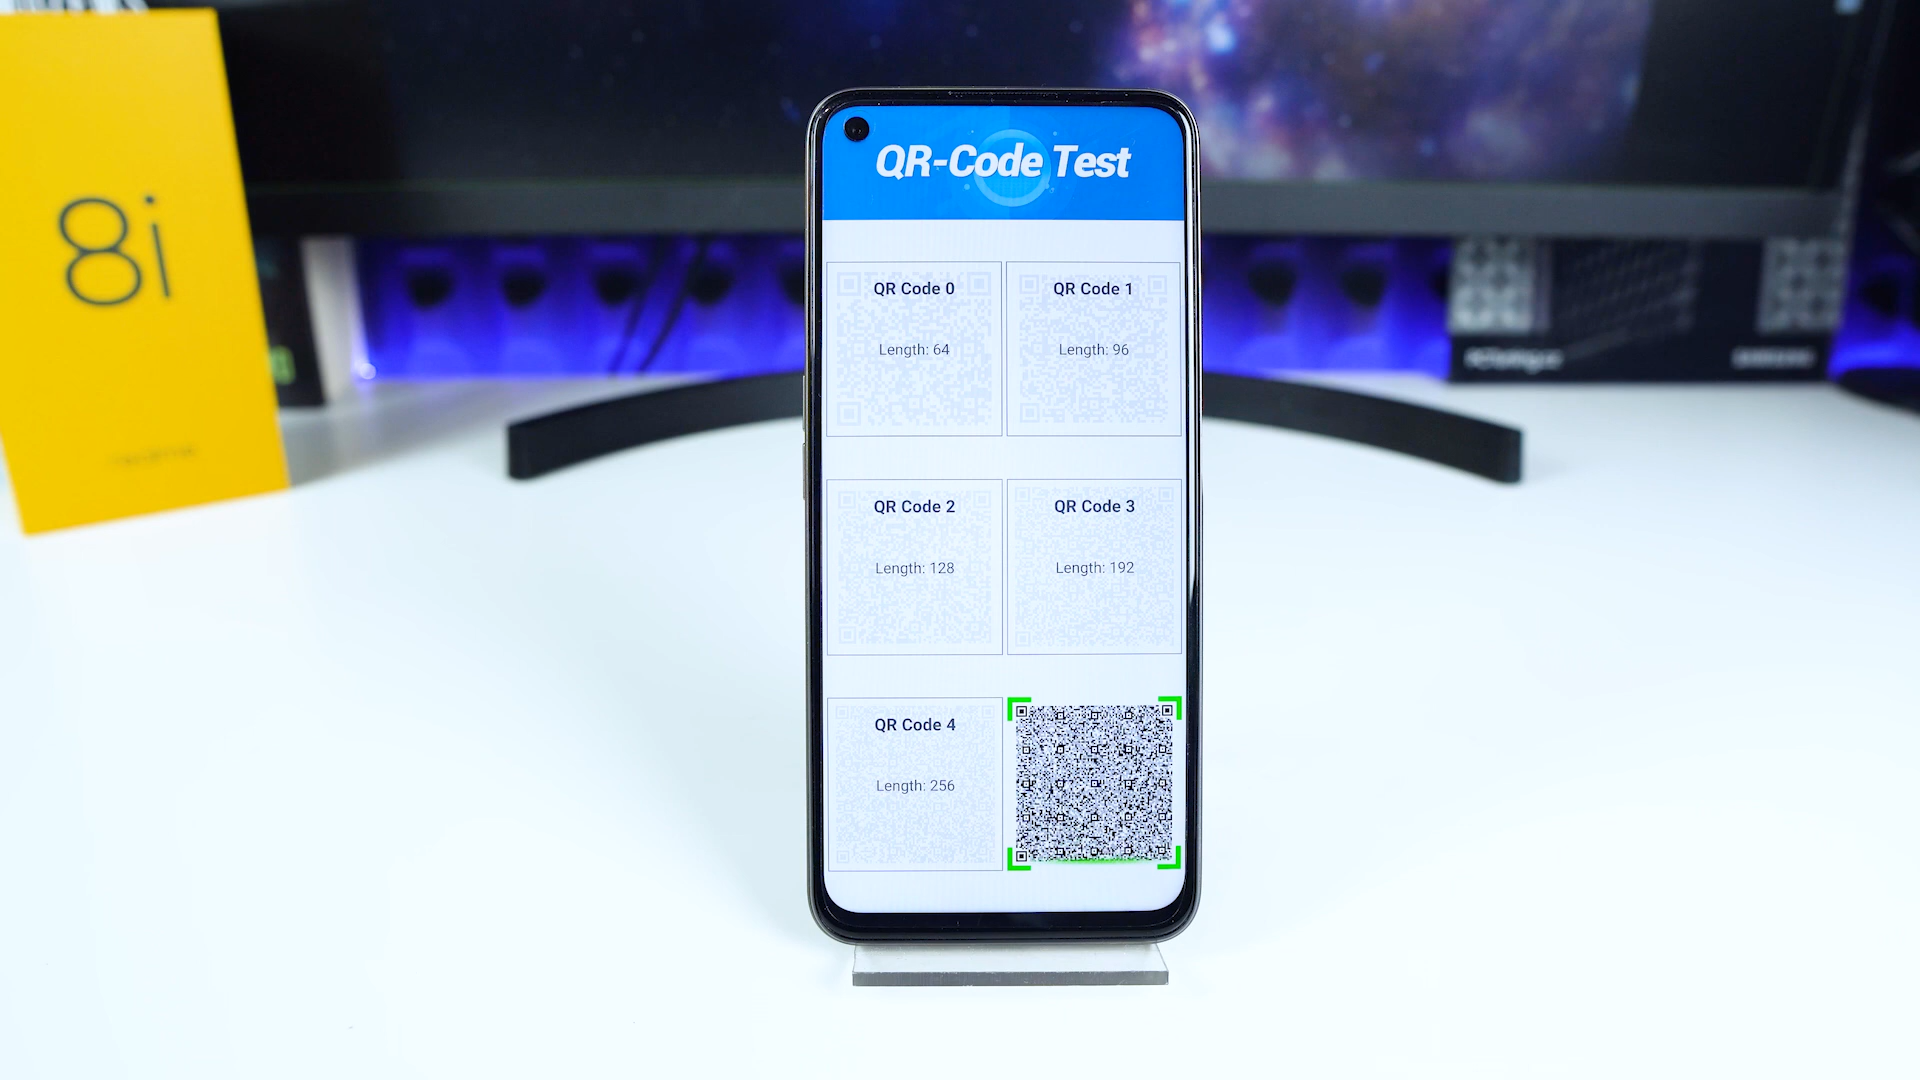 8i
realme
QR-Code Test
QR Code 0
Length: 64
QR Code 1
Length: 96
QR Code 2
Length: 128
QR Code 3
Length: 192
QR Code 4
Length: 256